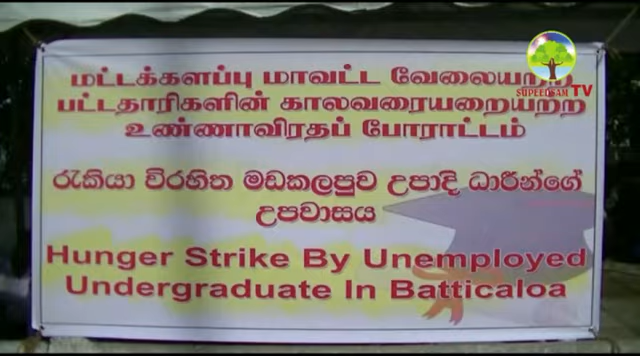 மட்டக்களப்பு மாவட்ட வேலையற்ற
பட்டதாரிகளின் காலவரையறையற்ற
உண்ணாவிரதப் போராட்டம்
රැකියා විරහිත මඩකලපුව උපාදි ධාරීන්ගේ
උපවාසය
Hunger Strike By Unemployed
Undergraduate In Batticaloa
SUPEEDSAM TV